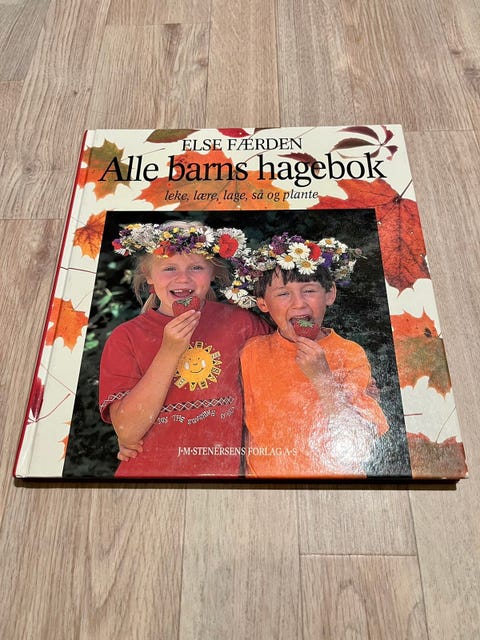 ELSE FÆRDEN
Alle barns hagebok
leke, lære, lage, så og plante
J·M·STENERSENS FORLAG A·S